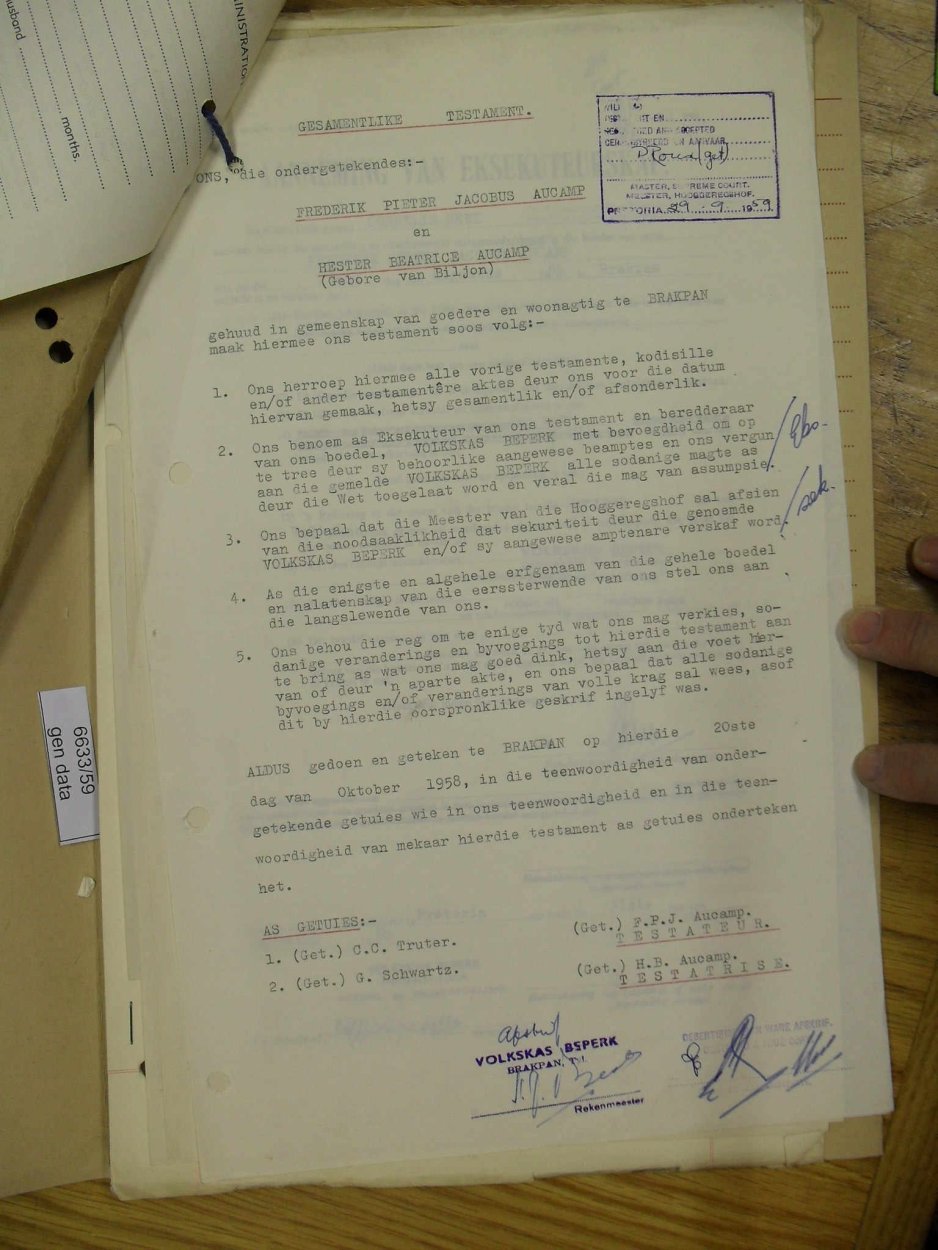 usband
months
MINISTRATIO
GESAMENTLIKE TESTAMENT.
REGISTERED AND ACCEPTED
MASTER, SUPREME COURT.
MEESTER, HOOGGEREGSHOF.
PRETORIA. 29 . 9 . 1959
ONS, die ondergetekendes:-
FREDERIK PIETER JACOBUS AUCAMP
en
HESTER BEATRICE AUCAMP
(Gebore van Biljon)
gehuud in gemeenskap van goedere en woonagtig te BRAKPAN
maak hiermee ons testament soos volg:-
1. Ons herroep hiermee alle vorige testamente, kodisille
en/of ander testamentêre aktes deur ons voor die datum
hiervan gemaak, hetsy gesamentlik en/of afsonderlik.
2. Ons benoem as Eksekuteur van ons testament en beredderaar
van ons boedel, VOLKSKAS BEPERK met bevoegdheid om op
te tree deur sy behoorlike aangewese beamptes en ons vergun
aan die gemelde VOLKSKAS BEPERK alle sodanige magte as
deur die Wet toegelaat word en veral die mag van assumpsie.
3. Ons bepaal dat die Meester van die Hooggeregshof sal afsien
van die noodsaaklikheid dat sekuriteit deur die genoemde
VOLKSKAS BEPERK en/of sy aangewese amptenare verskaf word.
sek.
4. As die enigste en algehele erfgenaam van die gehele boedel
en nalatenskap van die eerssterwende van ons stel ons aan
die langslewende van ons.
5. Ons behou die reg om te enige tyd wat ons mag verkies, so-
danige veranderings en byvoegings tot hierdie testament aan
te bring as wat ons mag goed dink, hetsy aan die voet hier-
van of deur 'n aparte akte, en ons bepaal dat alle sodanige
byvoegings en/of veranderings van volle krag sal wees, asof
dit by hierdie oorspronklike geskrif ingelyf was.
ALDUS gedoen en geteken te BRAKPAN op hierdie 20ste
dag van Oktober 1958, in die teenwoordigheid van onder-
getekende getuies wie in ons teenwoordigheid en in die teen-
woordigheid van mekaar hierdie testament as getuies onderteken
het.
AS GETUIES:-
1. (Get.) C.C. Truter.
2. (Get.) G. Schwartz.
(Get.) F.P.J. Aucamp.
TESTATEUR.
(Get.) H.B. Aucamp.
TESTATRISE.
Afskrif
VOLKSKAS BEPERK
BRAKPAN,
Rekenmeester
6633/59
gen data